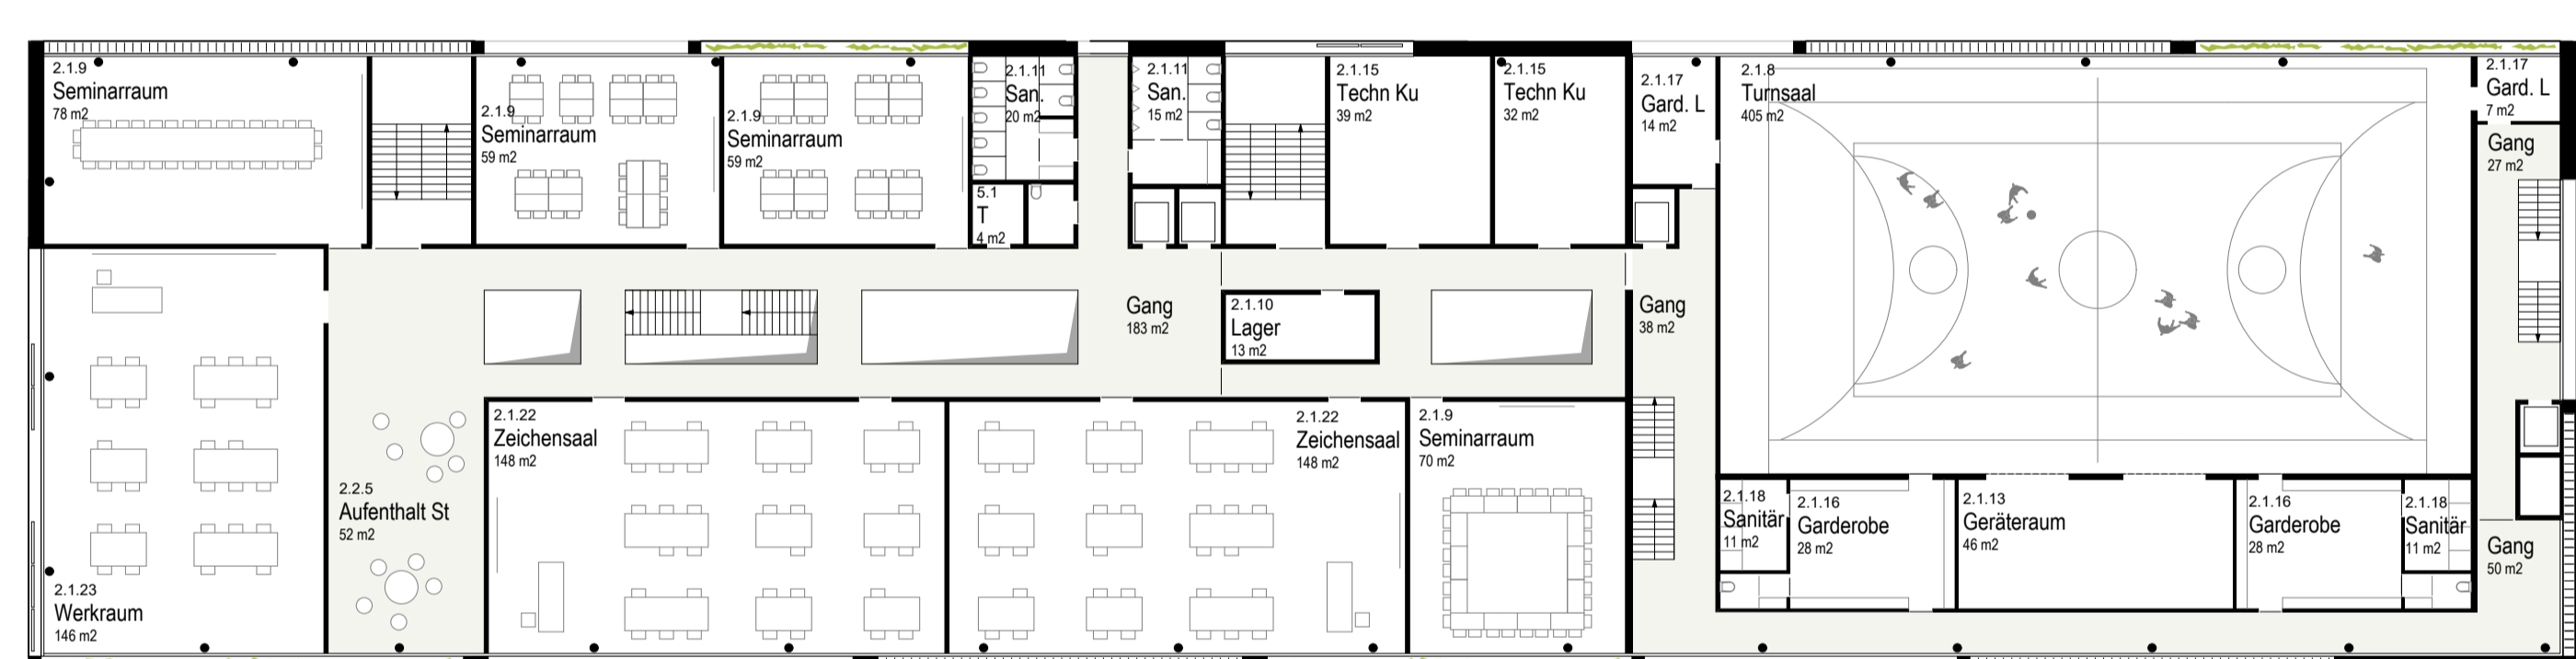 2.1.9
Seminarraum
78 m2
2.1.9
Seminarraum
59 m2
2.1.9
Seminarraum
59 m2
2.1.11
San.
20 m2
5.1
T
4 m2
2.1.11
San.
15 m2
2.1.15
Techn Ku
39 m2
2.1.15
Techn Ku
32 m2
2.1.17
Gard. L
14 m2
2.1.8
Turnsaal
405 m2
2.1.17
Gard. L
7 m2
Gang
27 m2
Gang
183 m2
2.1.10
Lager
13 m2
Gang
38 m2
2.1.23
Werkraum
146 m2
2.2.5
Aufenthalt St
52 m2
2.1.22
Zeichensaal
148 m2
2.1.22
Zeichensaal
148 m2
2.1.9
Seminarraum
70 m2
2.1.18
Sanitär
11 m2
2.1.16
Garderobe
28 m2
2.1.13
Geräteraum
46 m2
2.1.16
Garderobe
28 m2
2.1.18
Sanitär
11 m2
Gang
50 m2